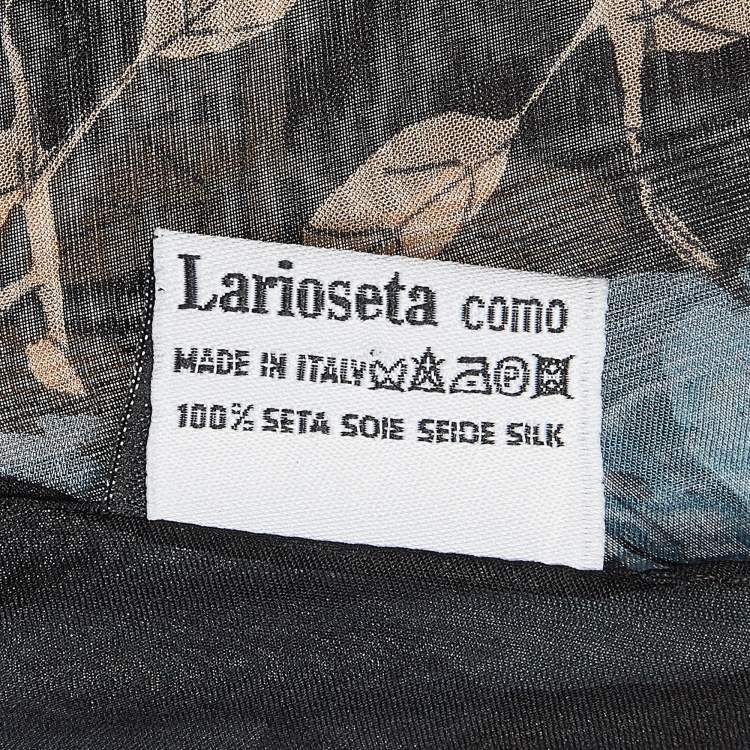 Larioseta como
MADE IN ITALY P
100% SETA SOIE SEIDE SILK